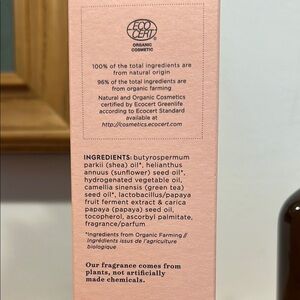 ECO
CERT
ORGANIC
COSMETIC
100% of the total ingredients are
from natural origin
96% of the total ingredients are
from organic farming
Natural and Organic Cosmetics
certified by Ecocert Greenlife
according to Ecocert Standard
available at
http://cosmetics.ecocert.com
INGREDIENTS: butyrospermum
parkii (shea) oil*, helianthus
annuus (sunflower) seed oil*,
hydrogenated vegetable oil,
camellia sinensis (green tea)
seed oil*, lactobacillus/papaya
fruit ferment extract & carica
papaya (papaya) seed oil,
tocopherol, ascorbyl palmitate,
fragrance/parfum.
*Ingredients from Organic Farming //
Ingrédients issus de l'agriculture
biologique
Our fragrance comes from
plants, not artificially
made chemicals.